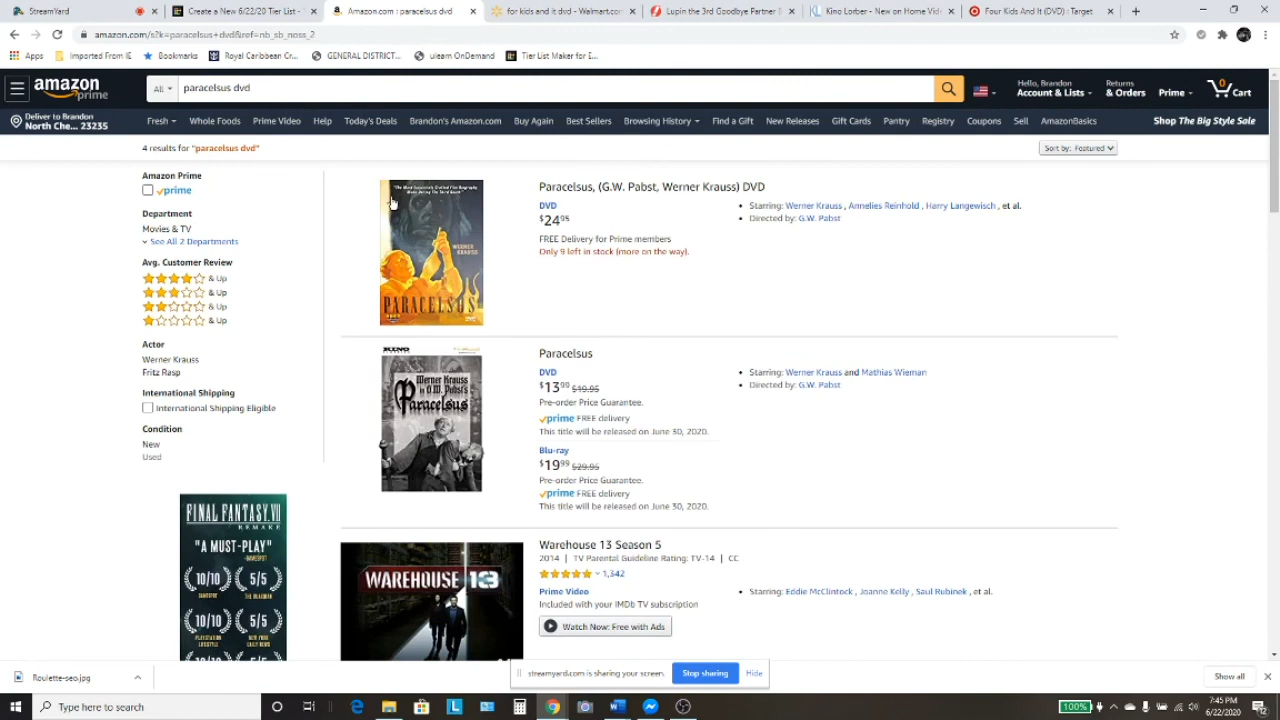 StreamYard
Create a New 6/22/20 Tier List -
Amazon.com : paracelsus dvd
for kids and it dvd - Walmart.com
Lupin the 3rd Goodbye Partner
Kino Lorber - New on Home Vid
Four Kids And It (DVD) : Target
amazon.com/s?k=paracelsus+dvd&ref=nb_sb_noss_2
Apps
Imported From IE
Bookmarks
Royal Caribbean Cr...
GENERAL DISTRICT...
ulearn OnDemand
Tier List Maker for I...
amazon prime
All
paracelsus dvd
Hello, Brandon
Account & Lists
Returns
& Orders
Prime
0
Cart
Deliver to Brandon
North Che... 23235
Fresh
Whole Foods
Prime Video
Help
Today's Deals
Brandon's Amazon.com
Buy Again
Best Sellers
Browsing History
Find a Gift
New Releases
Gift Cards
Pantry
Registry
Coupons
Sell
AmazonBasics
Shop The Big Style Sale
4 results for "paracelsus dvd"
Sort by: Featured
Amazon Prime
prime
Department
Movies & TV
See All 2 Departments
Avg. Customer Review
& Up
& Up
& Up
& Up
Actor
Werner Krauss
Fritz Rasp
International Shipping
International Shipping Eligible
Condition
New
Used
FINAL FANTASY VII
REMAKE
"A MUST-PLAY"
10/10
5/5
10/10
5/5
WERNER
KRAUSS
PARACELSUS
DVD
Paracelsus, (G.W. Pabst, Werner Krauss) DVD
DVD
$24 95
FREE Delivery for Prime members
Only 9 left in stock (more on the way).
Starring: Werner Krauss , Annelies Reinhold , Harry Langewisch , et al.
Directed by: G.W. Pabst
KINO
Werner Krauss
in G.W. Pabst's
Paracelsus
Paracelsus
DVD
$13 99 $19.95
Pre-order Price Guarantee.
prime FREE delivery
This title will be released on June 30, 2020.
Blu-ray
$19 99 $29.95
Pre-order Price Guarantee.
prime FREE delivery
This title will be released on June 30, 2020.
Starring: Werner Krauss and Mathias Wieman
Directed by: G.W. Pabst
WAREHOUSE 13
Warehouse 13 Season 5
2014 | TV Parental Guideline Rating: TV-14 | CC
1,342
Prime Video
Included with your IMDb TV subscription
Watch Now: Free with Ads
Starring: Eddie McClintock , Joanne Kelly , Saul Rubinek , et al.
Roulette-seo.jpg
streamyard.com is sharing your screen.
Stop sharing
Hide
Show all
Type here to search
100%
7:45 PM
6/22/2020